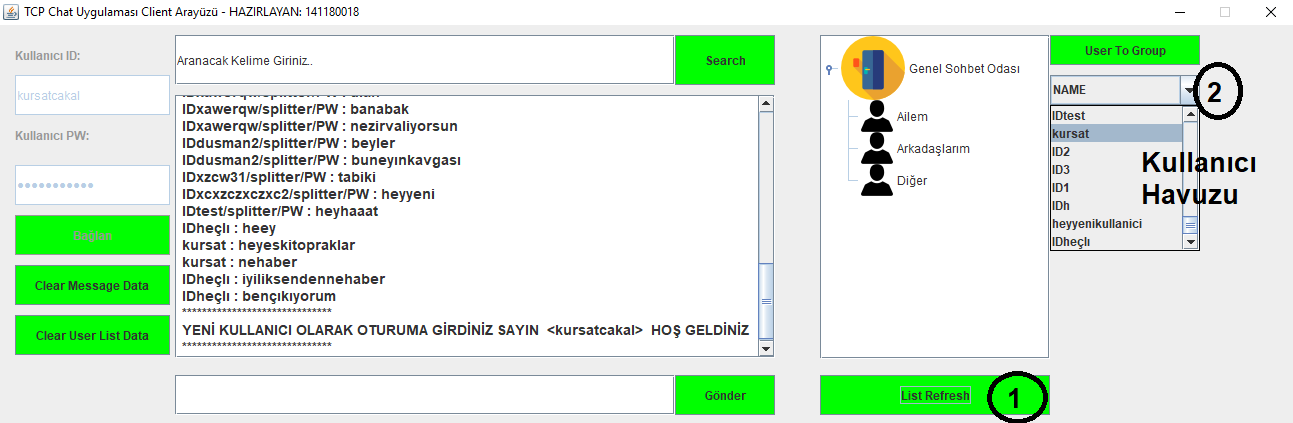 TCP Chat Uygulaması Client Arayüzü - HAZIRLAYAN: 141180018
Kullanıcı ID:
kursatcakal
Kullanıcı PW:
Bağlan
Clear Message Data
Clear User List Data
Aranacak Kelime Giriniz..
Search
IDxawerqw/splitter/PW : banabak
IDxawerqw/splitter/PW : nezirvaliyorsun
IDdusman2/splitter/PW : beyler
IDdusman2/splitter/PW : buneyınkavgası
IDxzcw31/splitter/PW : tabiki
IDxcxzczxczxc2/splitter/PW : heyyeni
IDtest/splitter/PW : heyhaaat
IDheçlı : heey
kursat : heyeskitopraklar
kursat : nehaber
IDheçlı : iyiliksendennehaber
IDheçlı : bençıkıyorum
******************************
YENİ KULLANICI OLARAK OTURUMA GİRDİNİZ SAYIN <kursatcakal> HOŞ GELDİNİZ
******************************
Gönder
Genel Sohbet Odası
Ailem
Arkadaşlarım
Diğer
List Refresh
1
User To Group
NAME
2
IDtest
kursat
ID2
ID3
ID1
IDh
heyyenikullanici
IDheçlı
Kullanıcı
Havuzu